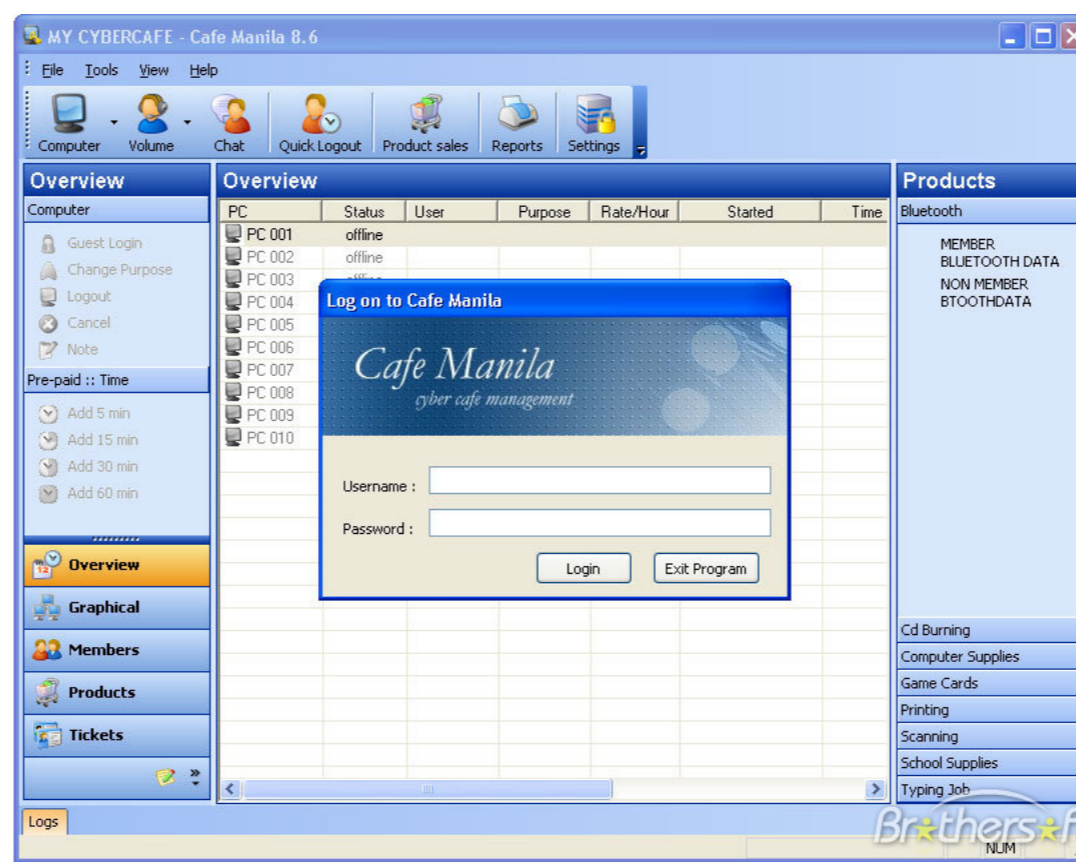 MY CYBERCAFE - Cafe Manila 8.6
File Tools View Help
Computer Volume Chat Quick Logout Product sales Reports Settings
Overview
Computer
Guest Login
Change Purpose
Logout
Cancel
Note
Pre-paid :: Time
Add 5 min
Add 15 min
Add 30 min
Add 60 min
Overview
Graphical
Members
Products
Tickets
Overview
PC Status User Purpose Rate/Hour Started Time
PC 001 offline
PC 002 offline
PC 003 offline
PC 004
PC 005
PC 006
PC 007
PC 008
PC 009
PC 010
Log on to Cafe Manila
Cafe Manila
cyber cafe management
Username :
Password :
Login Exit Program
Products
Bluetooth
MEMBER
BLUETOOTH DATA
NON MEMBER
BTOOTHDATA
Cd Burning
Computer Supplies
Game Cards
Printing
Scanning
School Supplies
Typing Job
Logs
Brothersoft
NUM